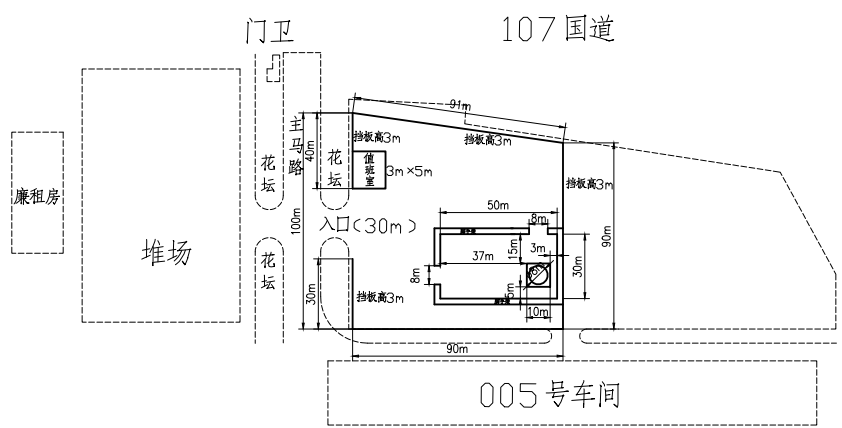 门卫
107国道
91m
挡板高3m
挡板高3m
主马路
40m
花坛
花坛
值班室
3m×5m
挡板高3m
廉租房
50m
8m
100m
入口(30m)
90m
堆场
花坛
15m
3m
37m
30m
8m
30m
挡板高3m
5m
10m
90m
005号车间